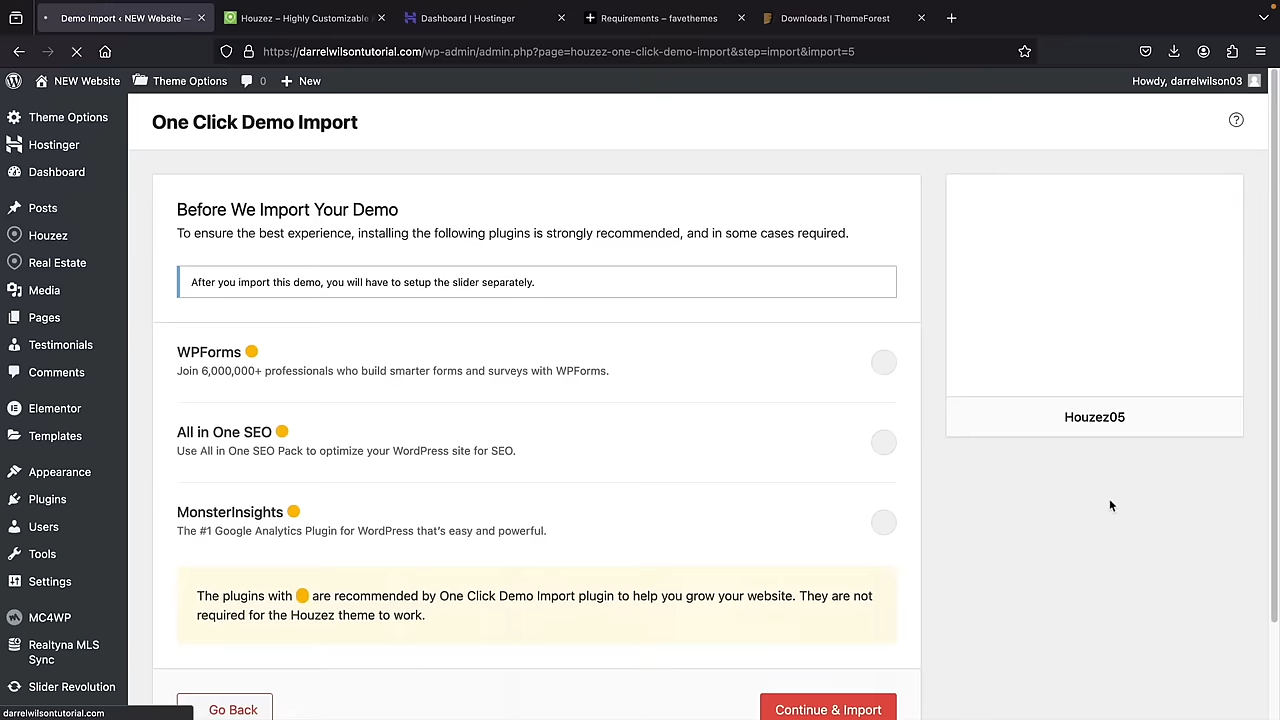 Demo Import ‹ NEW Website —
Houzez – Highly Customizable
Dashboard | Hostinger
Requirements – favethemes
Downloads | ThemeForest
https://darrelwilsontutorial.com/wp-admin/admin.php?page=houzez-one-click-demo-import&step=import&import=5
NEW Website
Theme Options
0
New
Howdy, darrelwilson03
Theme Options
Hostinger
Dashboard
Posts
Houzez
Real Estate
Media
Pages
Testimonials
Comments
Elementor
Templates
Appearance
Plugins
Users
Tools
Settings
MC4WP
Realtyna MLS
Sync
Slider Revolution
One Click Demo Import
Before We Import Your Demo
To ensure the best experience, installing the following plugins is strongly recommended, and in some cases required.
After you import this demo, you will have to setup the slider separately.
WPForms
Join 6,000,000+ professionals who build smarter forms and surveys with WPForms.
All in One SEO
Use All in One SEO Pack to optimize your WordPress site for SEO.
MonsterInsights
The #1 Google Analytics Plugin for WordPress that's easy and powerful.
The plugins with are recommended by One Click Demo Import plugin to help you grow your website. They are not
required for the Houzez theme to work.
Go Back
Continue & Import
Houzez05
darrelwilsontutorial.com